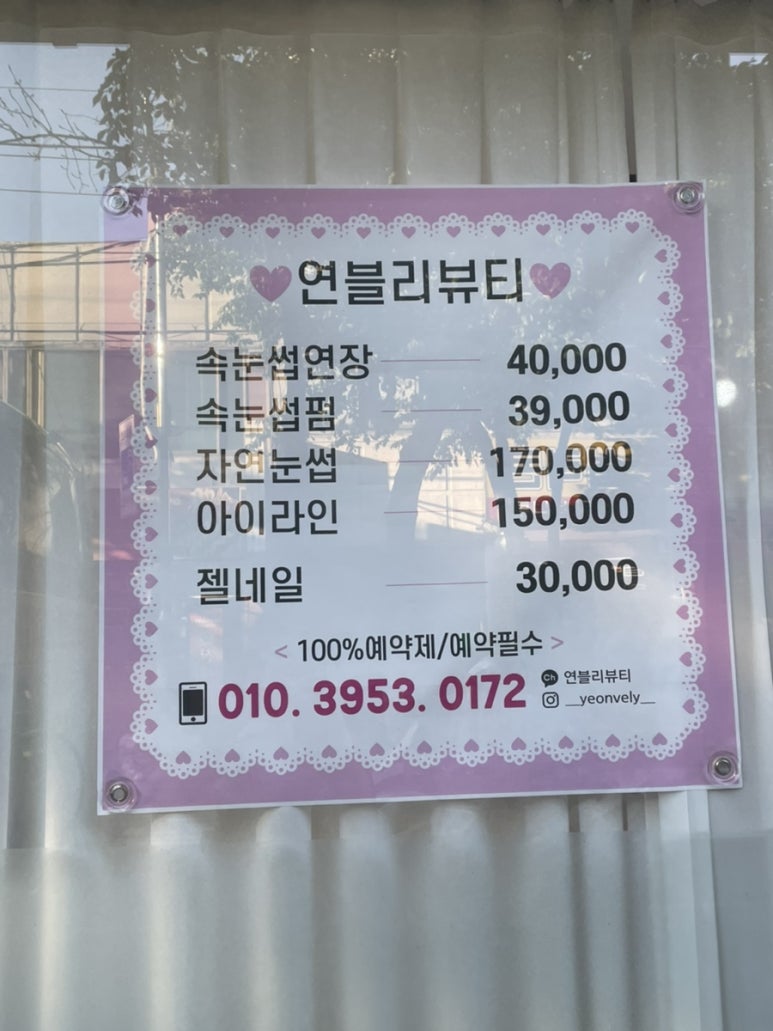 연블리뷰티
속눈썹연장 40,000
속눈썹펌 39,000
자연눈썹 170,000
아이라인 150,000
젤네일 30,000
< 100%예약제/예약필수 >
010. 3953. 0172
Ch 연블리뷰티
__yeonvely__